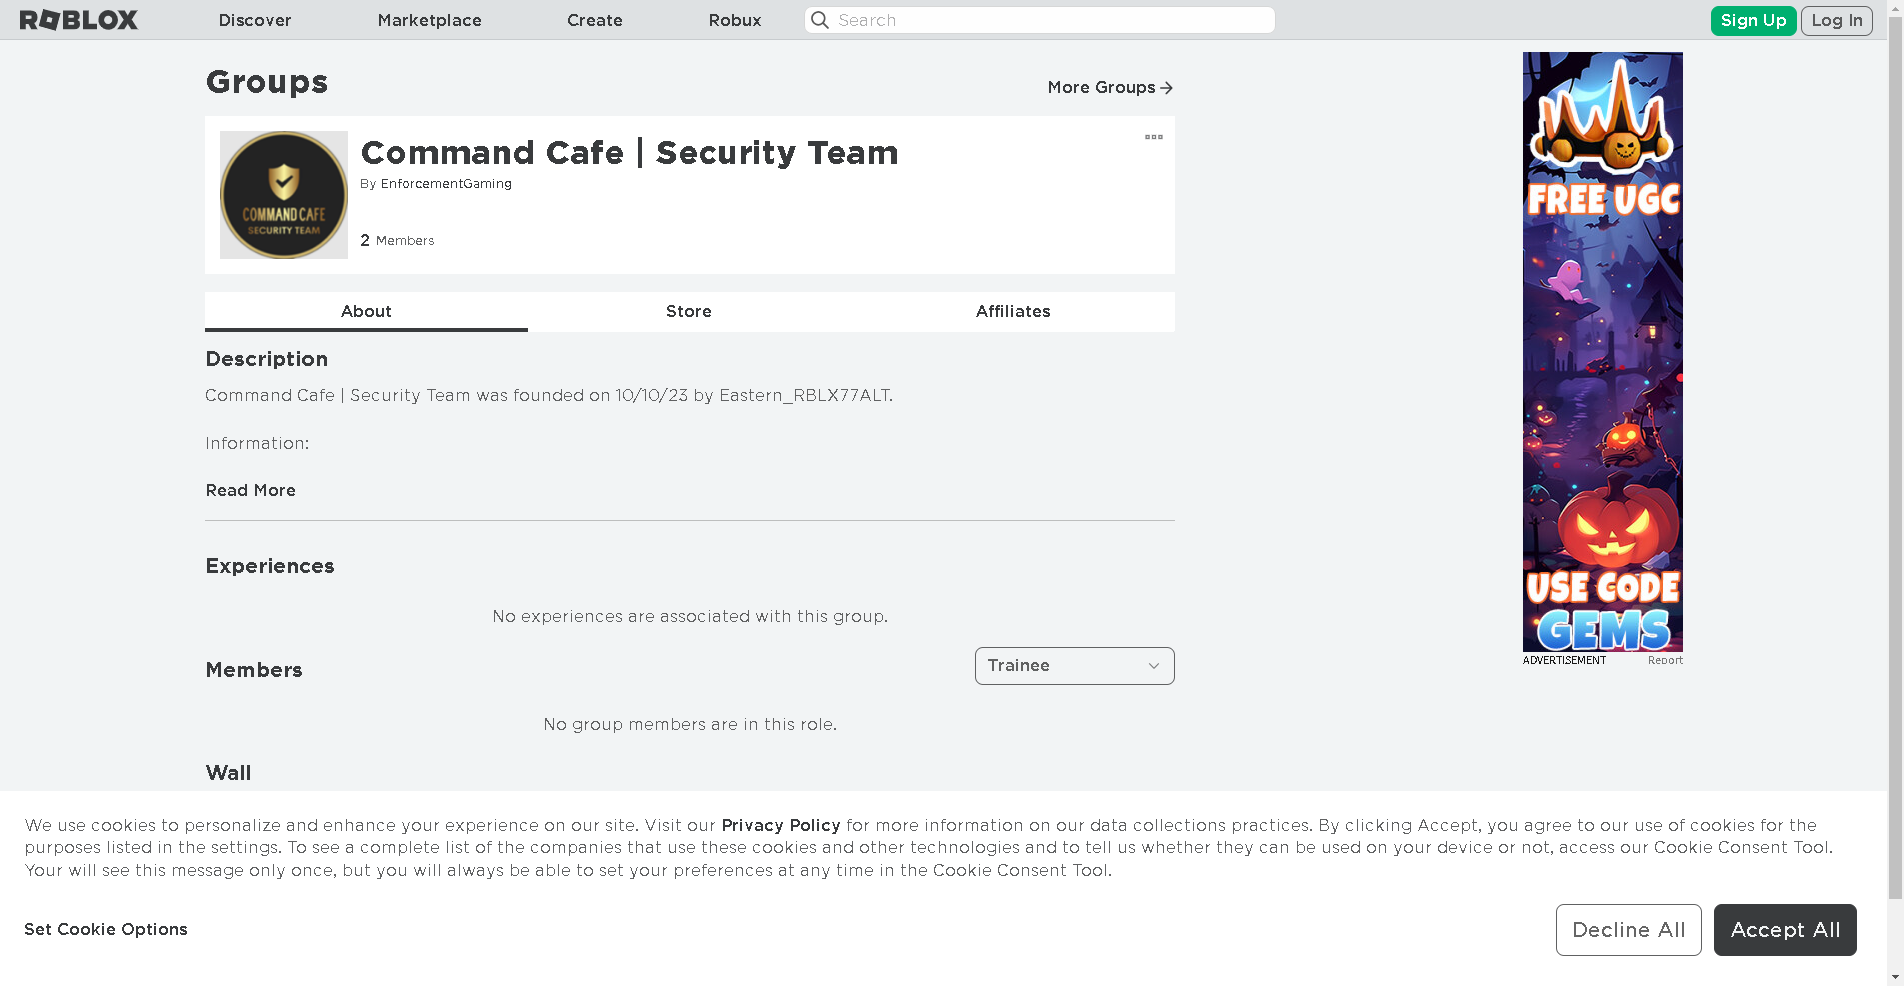 ROBLOX Discover Marketplace Create Robux Search Sign Up Log In
Groups
More Groups
Command Cafe | Security Team
By EnforcementGaming
2 Members
COMMAND CAFE
SECURITY TEAM
About Store Affiliates
Description
Command Cafe | Security Team was founded on 10/10/23 by Eastern_RBLX77ALT.
Information:
Read More
Experiences
No experiences are associated with this group.
Members
Trainee
No group members are in this role.
Wall
FREE UGC
USE CODE
GEMS
ADVERTISEMENT Report
We use cookies to personalize and enhance your experience on our site. Visit our Privacy Policy for more information on our data collections practices. By clicking Accept, you agree to our use of cookies for the
purposes listed in the settings. To see a complete list of the companies that use these cookies and other technologies and to tell us whether they can be used on your device or not, access our Cookie Consent Tool.
Your will see this message only once, but you will always be able to set your preferences at any time in the Cookie Consent Tool.
Set Cookie Options
Decline All
Accept All